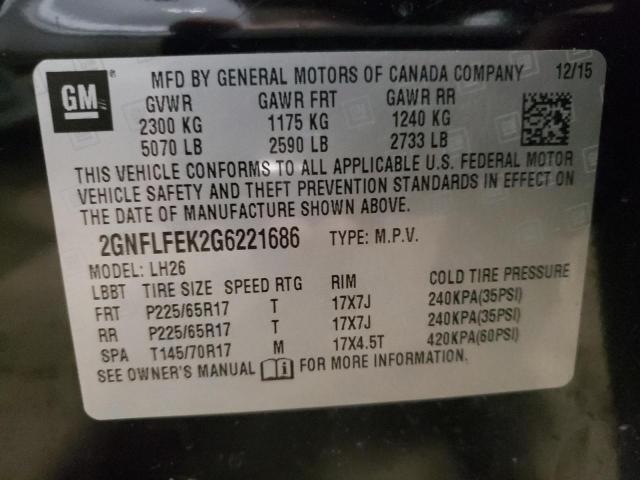 GM ® MFD BY GENERAL MOTORS OF CANADA COMPANY 12/15
GVWR GAWR FRT GAWR RR
2300 KG 1175 KG 1240 KG
5070 LB 2590 LB 2733 LB
THIS VEHICLE CONFORMS TO ALL APPLICABLE U.S. FEDERAL MOTOR
VEHICLE SAFETY AND THEFT PREVENTION STANDARDS IN EFFECT ON
THE DATE OF MANUFACTURE SHOWN ABOVE.
2GNFLFEK2G6221686 TYPE: M.P.V.
MODEL: LH26
LBBT TIRE SIZE SPEED RTG RIM COLD TIRE PRESSURE
FRT P225/65R17 T 17X7J 240KPA(35PSI)
RR P225/65R17 T 17X7J 240KPA(35PSI)
SPA T145/70R17 M 17X4.5T 420KPA(60PSI)
SEE OWNER'S MANUAL i FOR MORE INFORMATION.